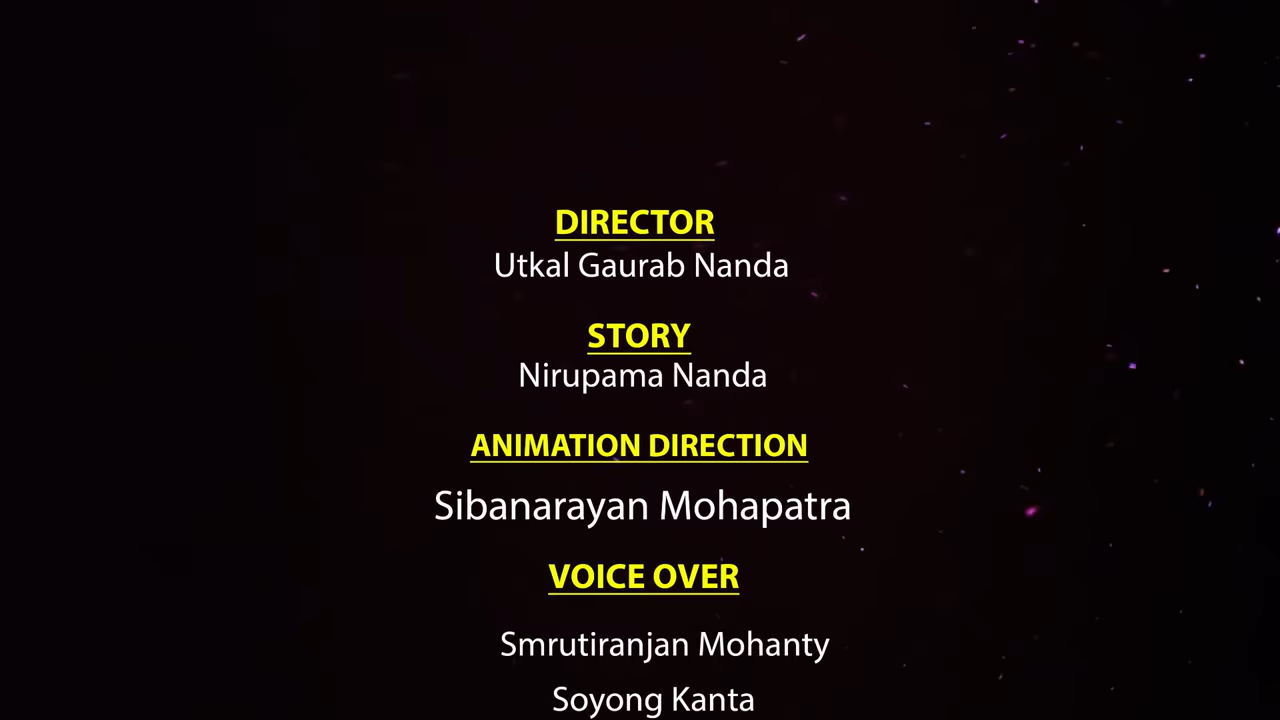 DIRECTOR
Utkal Gaurab Nanda
STORY
Nirupama Nanda
ANIMATION DIRECTION
Sibanarayan Mohapatra
VOICE OVER
Smrutiranjan Mohanty
Soyong Kanta